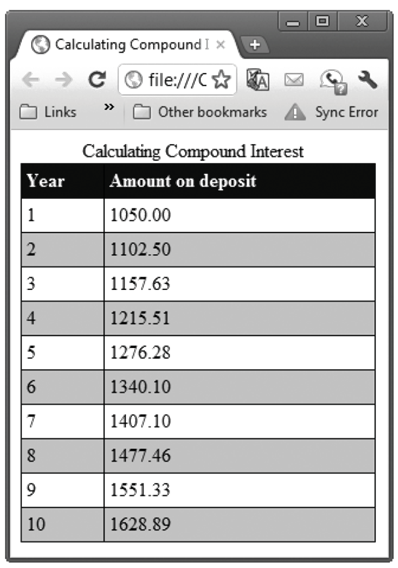 Calculating Compound I
file:///C
Links » Other bookmarks Sync Error
Calculating Compound Interest
Year Amount on deposit
1 1050.00
2 1102.50
3 1157.63
4 1215.51
5 1276.28
6 1340.10
7 1407.10
8 1477.46
9 1551.33
10 1628.89